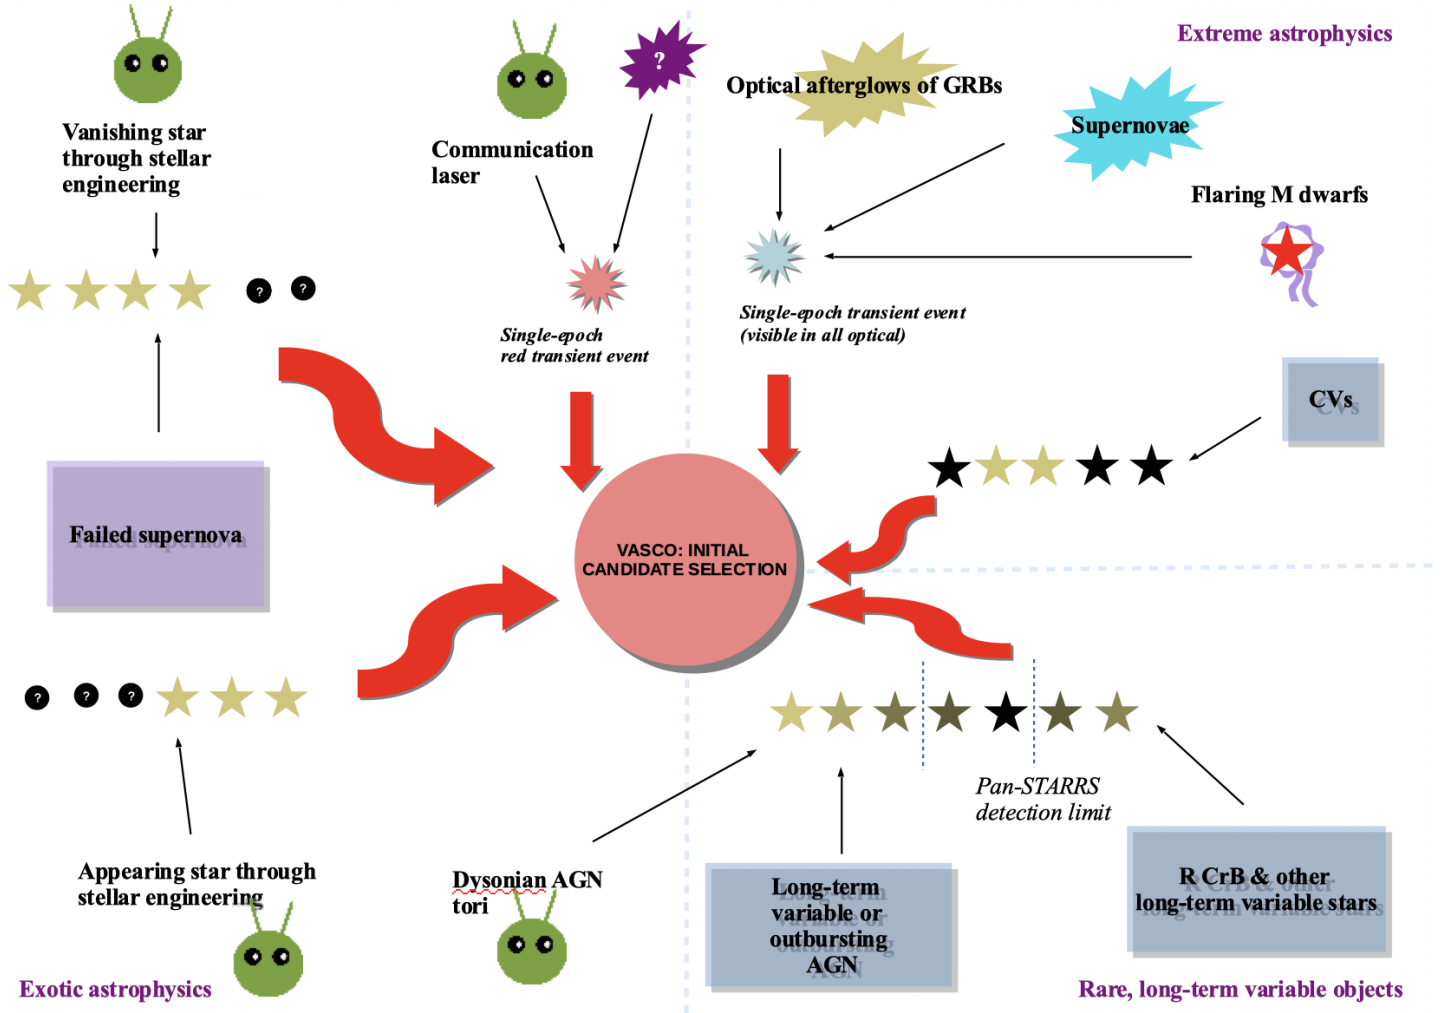 Extreme astrophysics
?
Optical afterglows of GRBs
Supernovae
Vanishing star
through stellar
engineering
Communication
laser
Flaring M dwarfs
? ?
Single-epoch
red transient event
Single-epoch transient event
(visible in all optical)
CVs
Failed supernova
VASCO: INITIAL
CANDIDATE SELECTION
? ? ?
Pan-STARRS
detection limit
Appearing star through
stellar engineering
Dysonian AGN
tori
Long-term
variable or
outbursting
AGN
R CrB & other
long-term variable stars
Exotic astrophysics
Rare, long-term variable objects